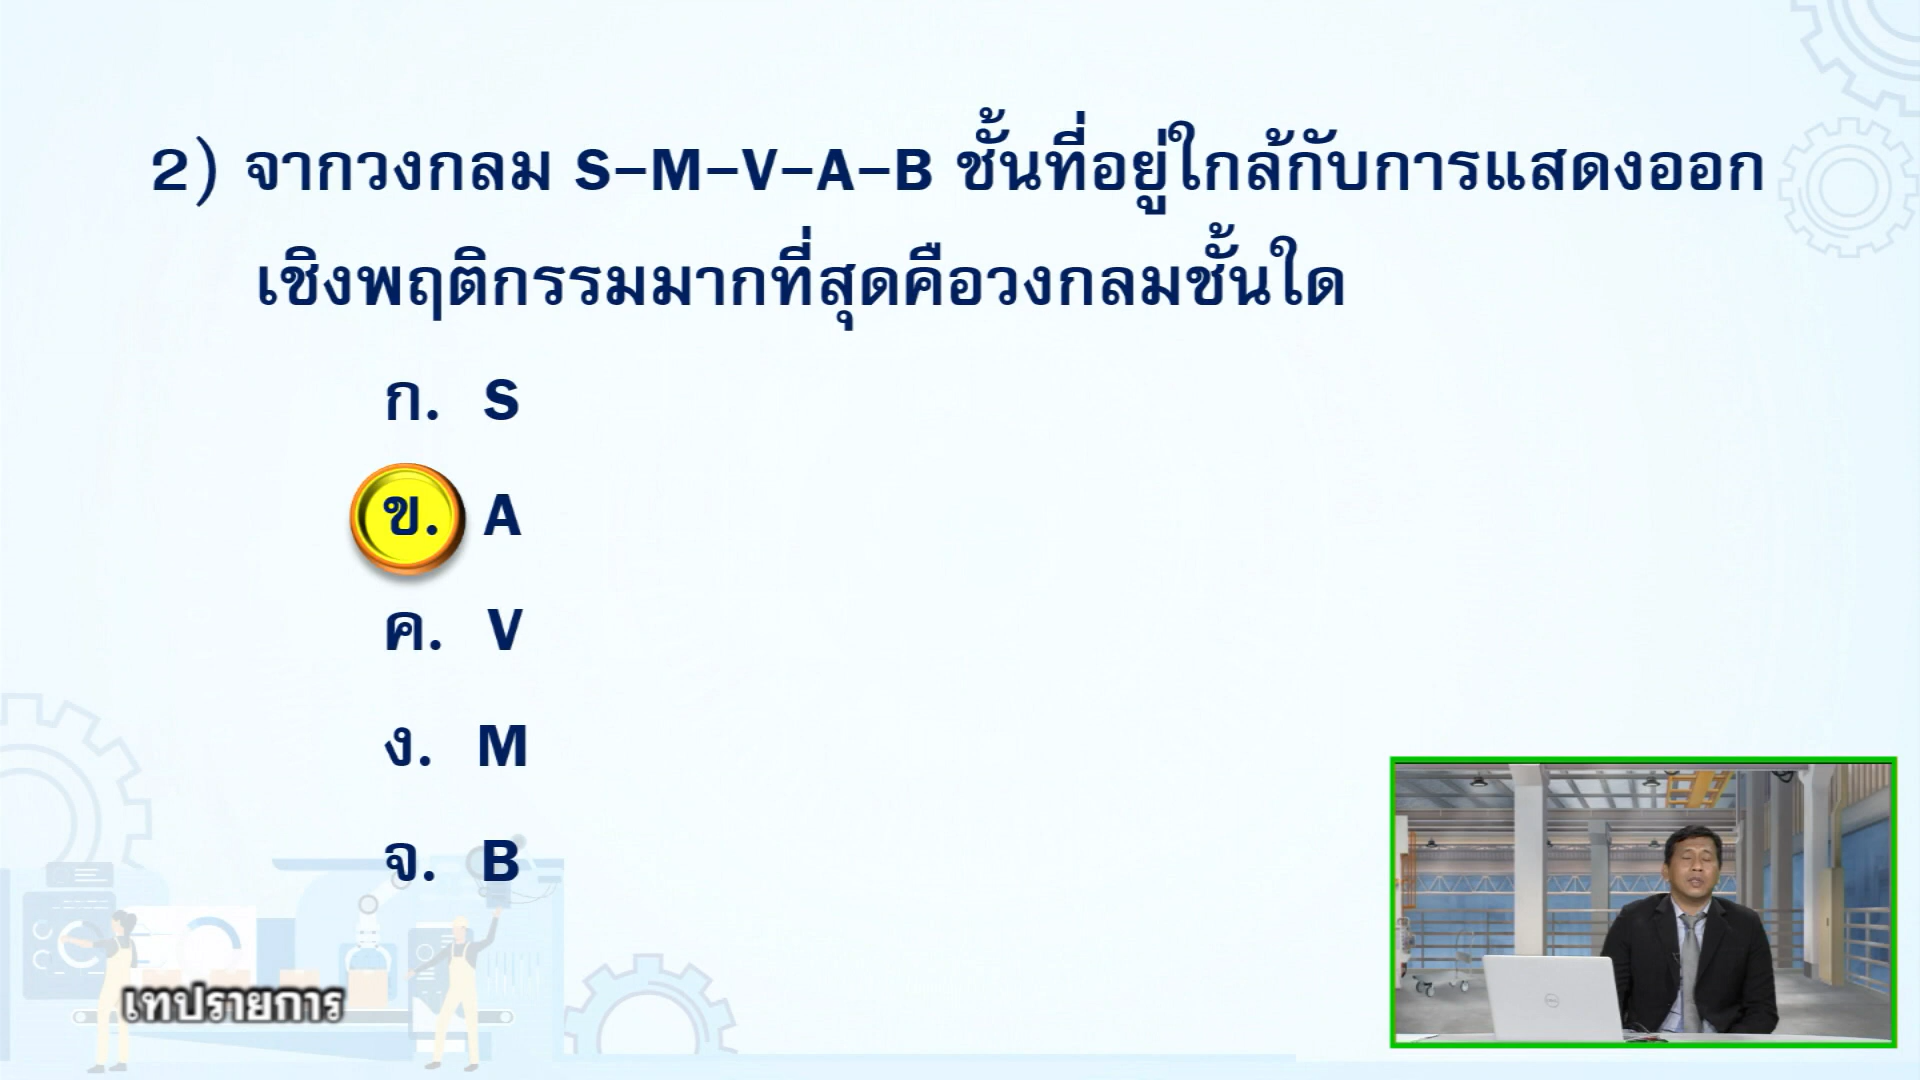 2) จากวงกลม S-M-V-A-B ชั้นที่อยู่ใกล้กับการแสดงออก
เชิงพฤติกรรมมากที่สุดคือวงกลมชั้นใด
ก. S
ข. A
ค. V
ง. M
จ. B
เทปรายการ